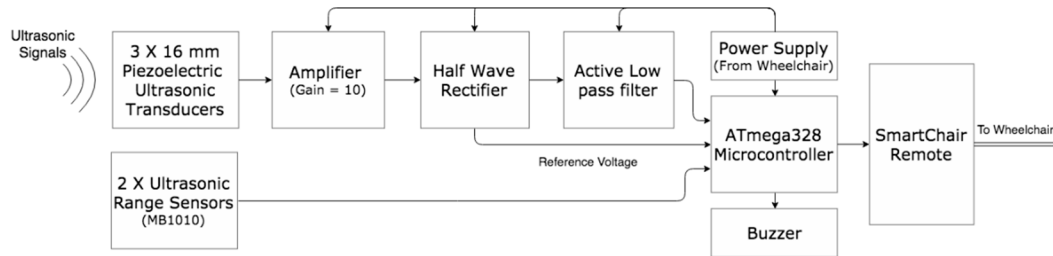 Ultrasonic
Signals
3 X 16 mm
Piezoelectric
Ultrasonic
Transducers
Amplifier
(Gain = 10)
Half Wave
Rectifier
Active Low
pass filter
Power Supply
(From Wheelchair)
ATmega328
Microcontroller
SmartChair
Remote
To Wheelchair
Reference Voltage
2 X Ultrasonic
Range Sensors
(MB1010)
Buzzer